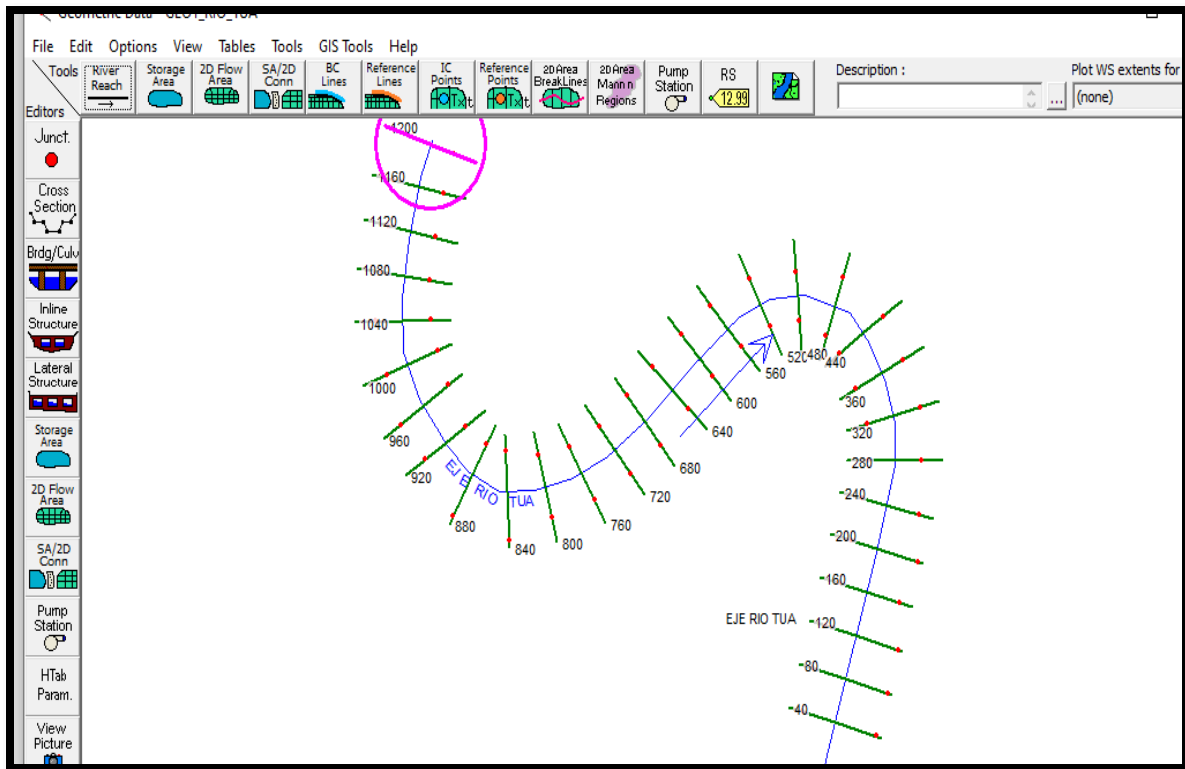 Geometric Data - GEO1_RIO_TUA
File Edit Options View Tables Tools GIS Tools Help
Tools
Editors
River
Reach
Storage
Area
2D Flow
Area
SA/2D
Conn
BC
Lines
Reference
Lines
IC
Points
Reference
Points
2D Area
BreakLines
2D Area
Mann n
Regions
Pump
Station
RS
12.99
Description :
Plot WS extents for
...
(none)
Junct.
Cross
Section
Brdg/Culv
Inline
Structure
Lateral
Structure
Storage
Area
2D Flow
Area
SA/2D
Conn
Pump
Station
HTab
Param.
View
Picture
1200
1160
1120
1080
1040
1000
960
920
880
840
800
760
720
680
640
600
560
520
480
440
360
320
280
240
200
160
120
80
40
EJE RIO TUA
EJE RIO TUA